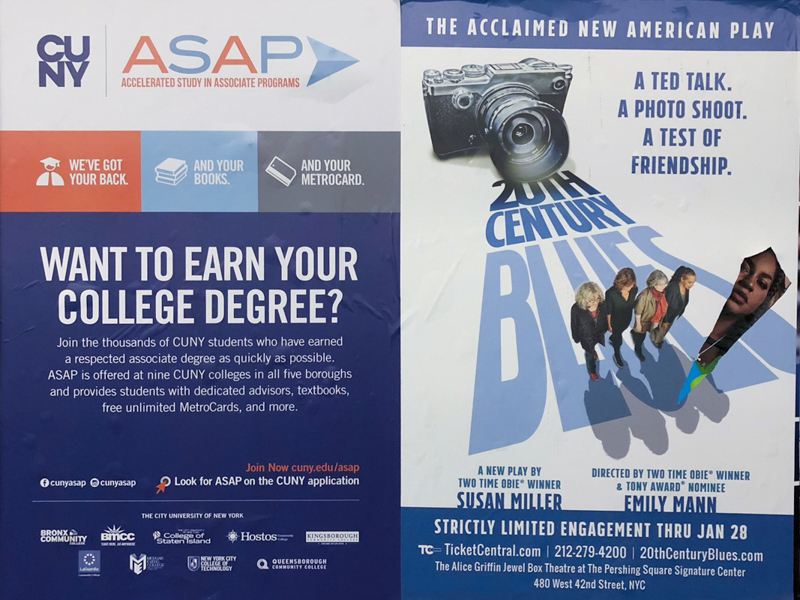 CU
NY
ASAP
ACCELERATED STUDY IN ASSOCIATE PROGRAMS
WE'VE GOT
YOUR BACK.
AND YOUR
BOOKS.
AND YOUR
METROCARD.
WANT TO EARN YOUR
COLLEGE DEGREE?
Join the thousands of CUNY students who have earned
a respected associate degree as quickly as possible.
ASAP is offered at nine CUNY colleges in all five boroughs
and provides students with dedicated advisors, textbooks,
free unlimited MetroCards, and more.
Join Now cuny.edu/asap
cunyasap cunyasap Look for ASAP on the CUNY application
THE CITY UNIVERSITY OF NEW YORK
BRONX
COMMUNITY
BMCC
College of
Staten Island
Hostos
KINGSBOROUGH
LaGuardia
NEW YORK CITY
COLLEGE OF
TECHNOLOGY
QUEENSBOROUGH
COMMUNITY COLLEGE
THE ACCLAIMED NEW AMERICAN PLAY
A TED TALK.
A PHOTO SHOOT.
A TEST OF
FRIENDSHIP.
20TH
CENTURY
BLUES
A NEW PLAY BY
TWO TIME OBIE® WINNER
SUSAN MILLER
DIRECTED BY TWO TIME OBIE® WINNER
& TONY AWARD® NOMINEE
EMILY MANN
STRICTLY LIMITED ENGAGEMENT THRU JAN 28
TC TicketCentral.com | 212-279-4200 | 20thCenturyBlues.com
The Alice Griffin Jewel Box Theatre at The Pershing Square Signature Center
480 West 42nd Street, NYC